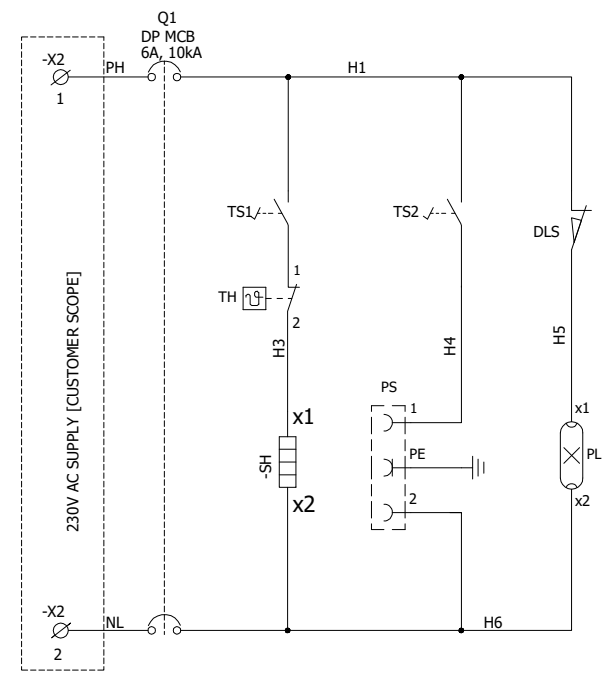 Q1
DP MCB
6A, 10kA
-X2
PH
H1
1
TS1
TS2
DLS
1
TH ϑ
2
H3
H4
H5
230V AC SUPPLY [CUSTOMER SCOPE]
PS
1
x1
x1
-SH
PE
PL
x2
2
x2
-X2
NL
H6
2